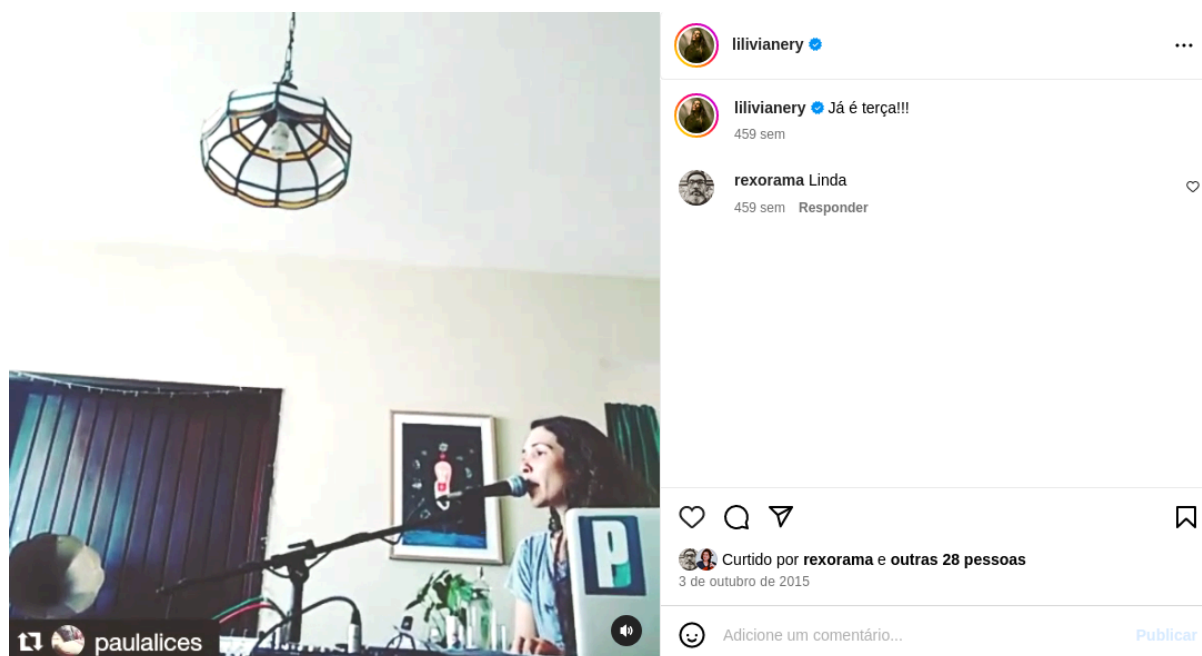 lilivianery
lilivianery Já é terça!!!
459 sem
rexorama Linda
459 sem Responder
P
Curtido por rexorama e outras 28 pessoas
3 de outubro de 2015
paulalices
Adicione um comentário...
Publicar